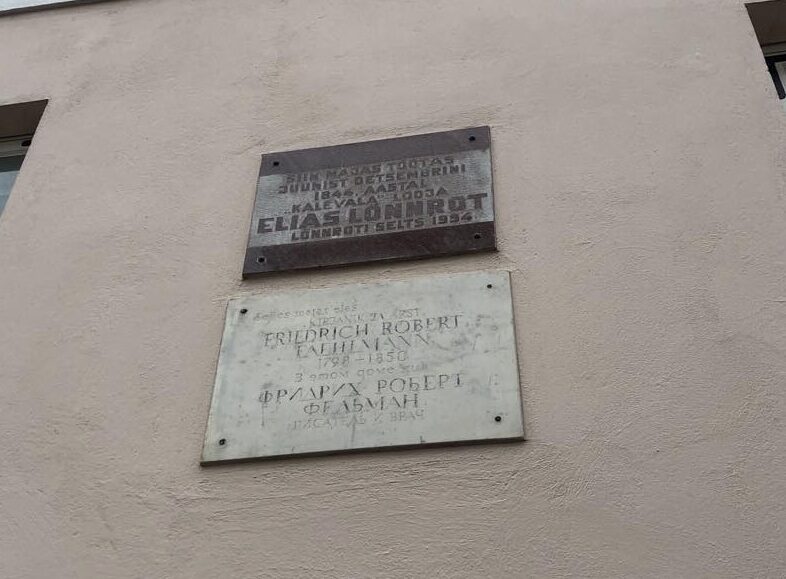 SIIN MAJAS TÖÖTAS
JUUNIST DETSEMBRINI
1844. AASTAL
„KALEVALA" LOOJA
ELIAS LÖNNROT
LÖNNROTI SELTS 1994
Selles majas elas
KIRJANIK JA ARST
FRIEDRICH ROBERT
FAEHLMANN
1798–1850
В этом доме жил
ФРИДРИХ РОБЕРТ
ФЕЛЬМАН
ПИСАТЕЛЬ И ВРАЧ